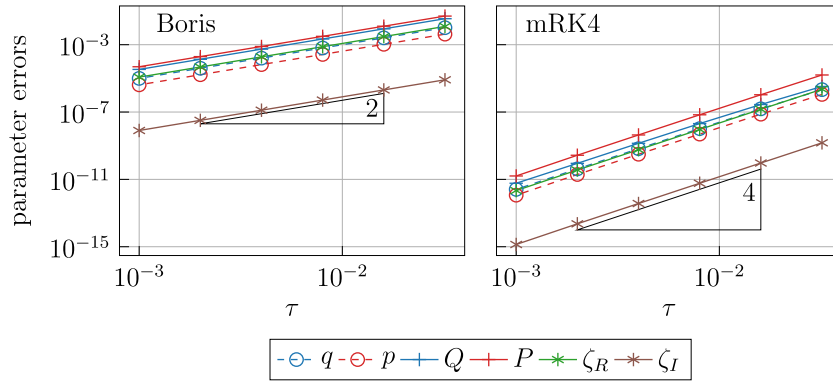 Boris
mRK4
parameter errors
10⁻³
10⁻⁷
10⁻¹¹
10⁻¹⁵
2
4
10⁻³
10⁻²
10⁻³
10⁻²
τ
τ
q p Q P ζ_R ζ_I